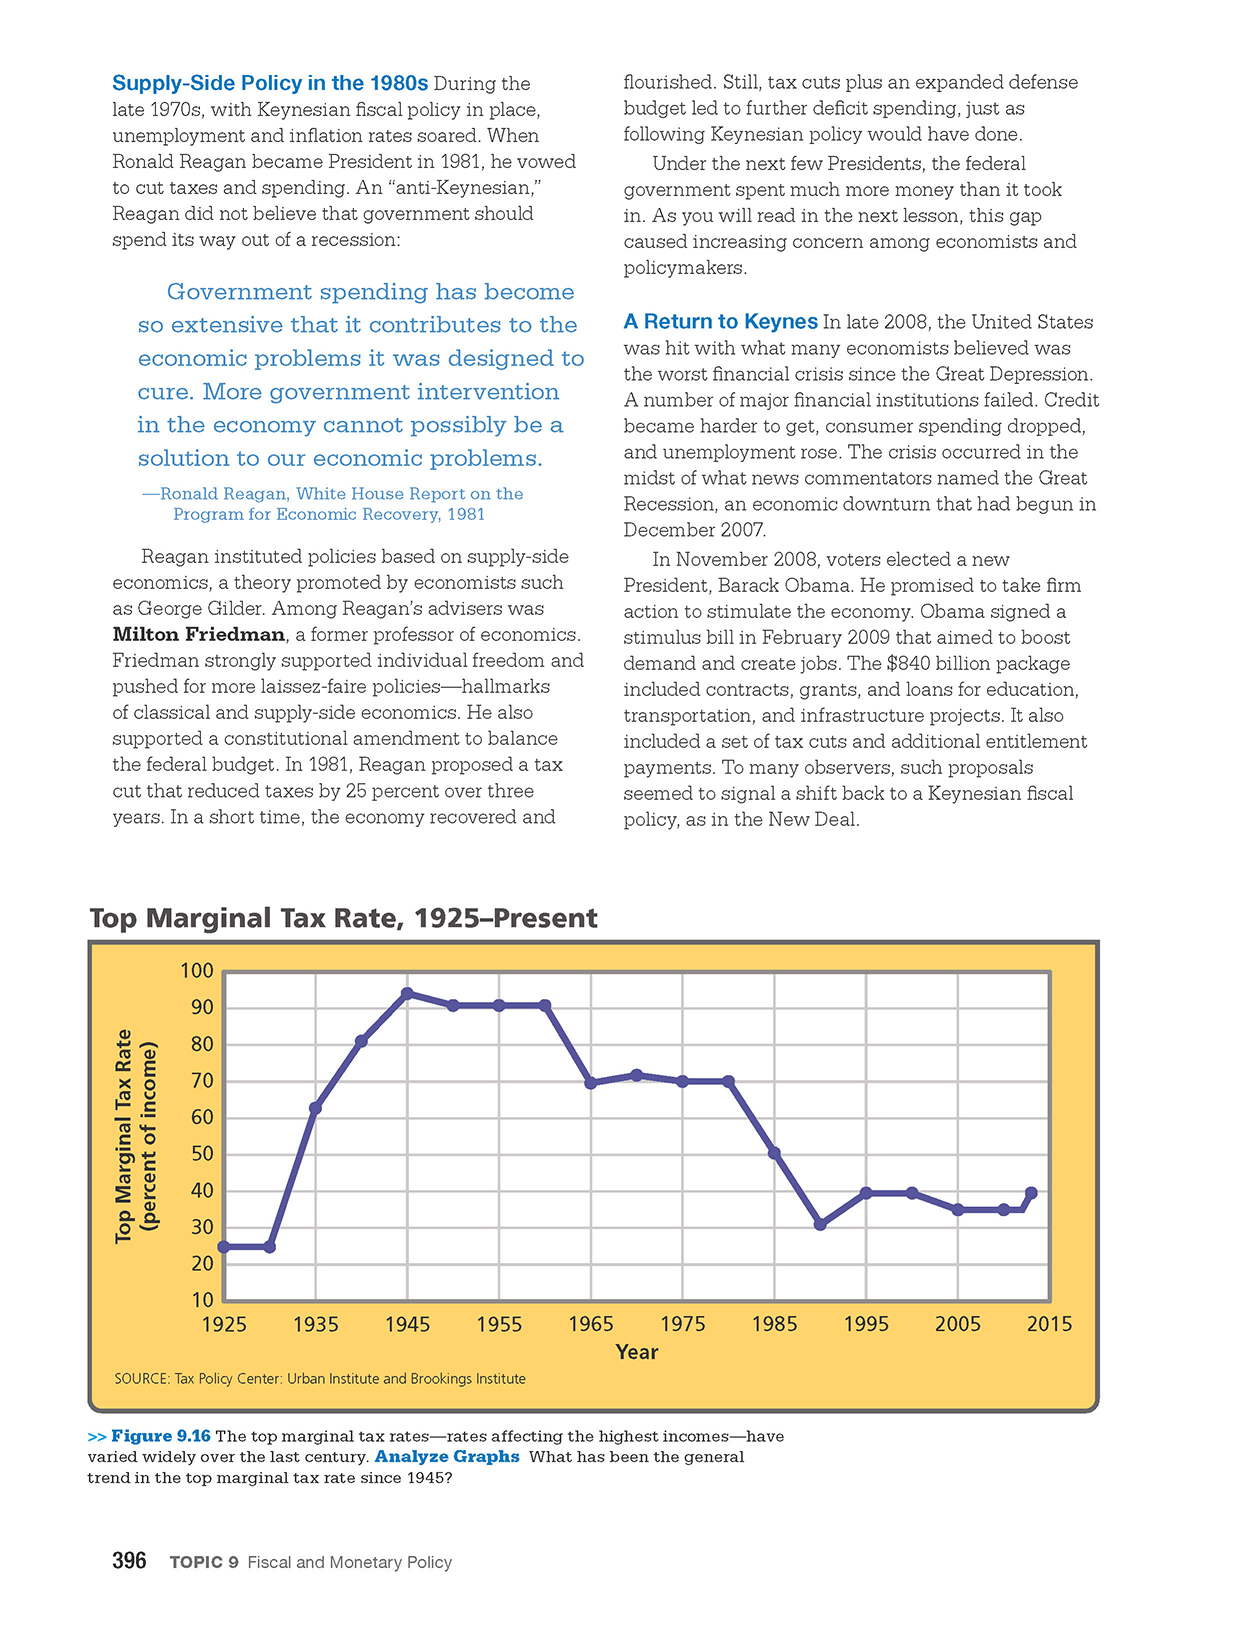 Supply-Side Policy in the 1980s During the
late 1970s, with Keynesian fiscal policy in place,
unemployment and inflation rates soared. When
Ronald Reagan became President in 1981, he vowed
to cut taxes and spending. An “anti-Keynesian,”
Reagan did not believe that government should
spend its way out of a recession:
Government spending has become
so extensive that it contributes to the
economic problems it was designed to
cure. More government intervention
in the economy cannot possibly be a
solution to our economic problems.
—Ronald Reagan, White House Report on the
Program for Economic Recovery, 1981
Reagan instituted policies based on supply-side
economics, a theory promoted by economists such
as George Gilder. Among Reagan’s advisers was
Milton Friedman, a former professor of economics.
Friedman strongly supported individual freedom and
pushed for more laissez-faire policies—hallmarks
of classical and supply-side economics. He also
supported a constitutional amendment to balance
the federal budget. In 1981, Reagan proposed a tax
cut that reduced taxes by 25 percent over three
years. In a short time, the economy recovered and
flourished. Still, tax cuts plus an expanded defense
budget led to further deficit spending, just as
following Keynesian policy would have done.
Under the next few Presidents, the federal
government spent much more money than it took
in. As you will read in the next lesson, this gap
caused increasing concern among economists and
policymakers.
A Return to Keynes In late 2008, the United States
was hit with what many economists believed was
the worst financial crisis since the Great Depression.
A number of major financial institutions failed. Credit
became harder to get, consumer spending dropped,
and unemployment rose. The crisis occurred in the
midst of what news commentators named the Great
Recession, an economic downturn that had begun in
December 2007.
In November 2008, voters elected a new
President, Barack Obama. He promised to take firm
action to stimulate the economy. Obama signed a
stimulus bill in February 2009 that aimed to boost
demand and create jobs. The $840 billion package
included contracts, grants, and loans for education,
transportation, and infrastructure projects. It also
included a set of tax cuts and additional entitlement
payments. To many observers, such proposals
seemed to signal a shift back to a Keynesian fiscal
policy, as in the New Deal.
Top Marginal Tax Rate, 1925–Present
Top Marginal Tax Rate
(percent of income)
100
90
80
70
60
50
40
30
20
10
1925 1935 1945 1955 1965 1975 1985 1995 2005 2015
Year
SOURCE: Tax Policy Center: Urban Institute and Brookings Institute
>> Figure 9.16 The top marginal tax rates—rates affecting the highest incomes—have
varied widely over the last century. Analyze Graphs What has been the general
trend in the top marginal tax rate since 1945?
396 TOPIC 9 Fiscal and Monetary Policy